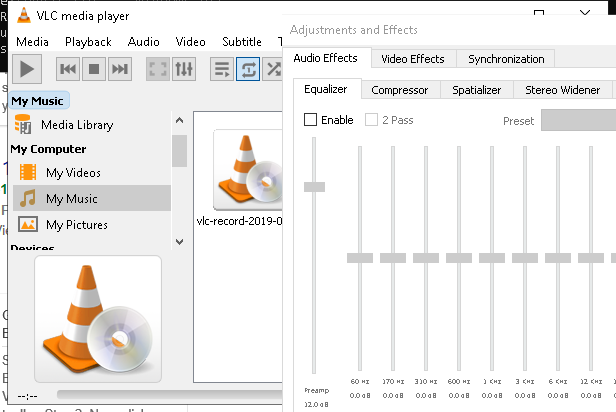 VLC media player
Media Playback Audio Video Subtitle T
My Music
Media Library
My Computer
My Videos
My Music
My Pictures
Devices
vlc-record-2019-0
--:--
Adjustments and Effects
Audio Effects Video Effects Synchronization
Equalizer Compressor Spatializer Stereo Widener
Enable 2 Pass Preset
60 Hz 170 Hz 310 Hz 600 Hz 1 KHz 3 KHz 6 KHz 12 KHz
Preamp 0.0 dB 0.0 dB 0.0 dB 0.0 dB 0.0 dB 0.0 dB 0.0 dB 0.0 dB
12.0 dB